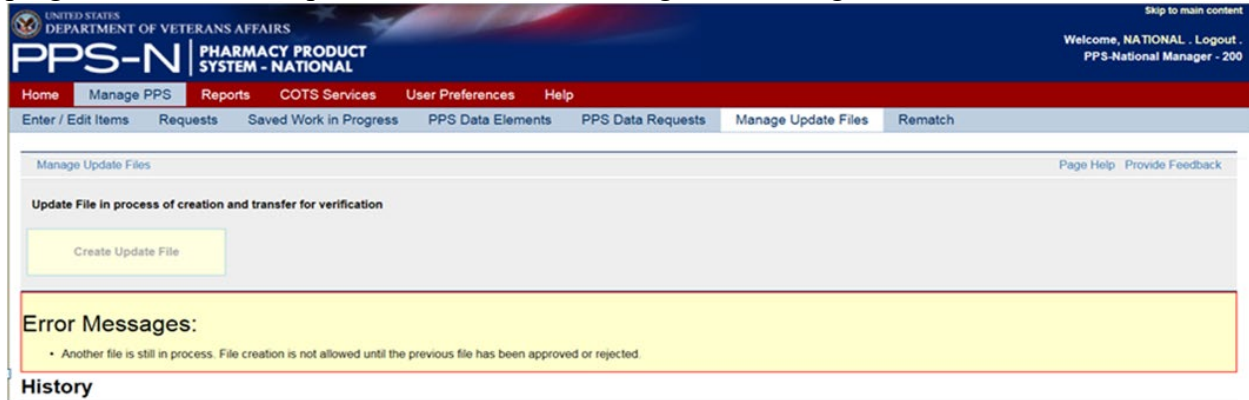 Skip to main content
UNITED STATES
DEPARTMENT OF VETERANS AFFAIRS
Welcome, NATIONAL . Logout .
PPS-N PHARMACY PRODUCT
SYSTEM - NATIONAL
PPS-National Manager - 200
Home Manage PPS Reports COTS Services User Preferences Help
Enter / Edit Items Requests Saved Work in Progress PPS Data Elements PPS Data Requests Manage Update Files Rematch
Manage Update Files Page Help Provide Feedback
Update File in process of creation and transfer for verification
Create Update File
Error Messages:
• Another file is still in process. File creation is not allowed until the previous file has been approved or rejected.
History